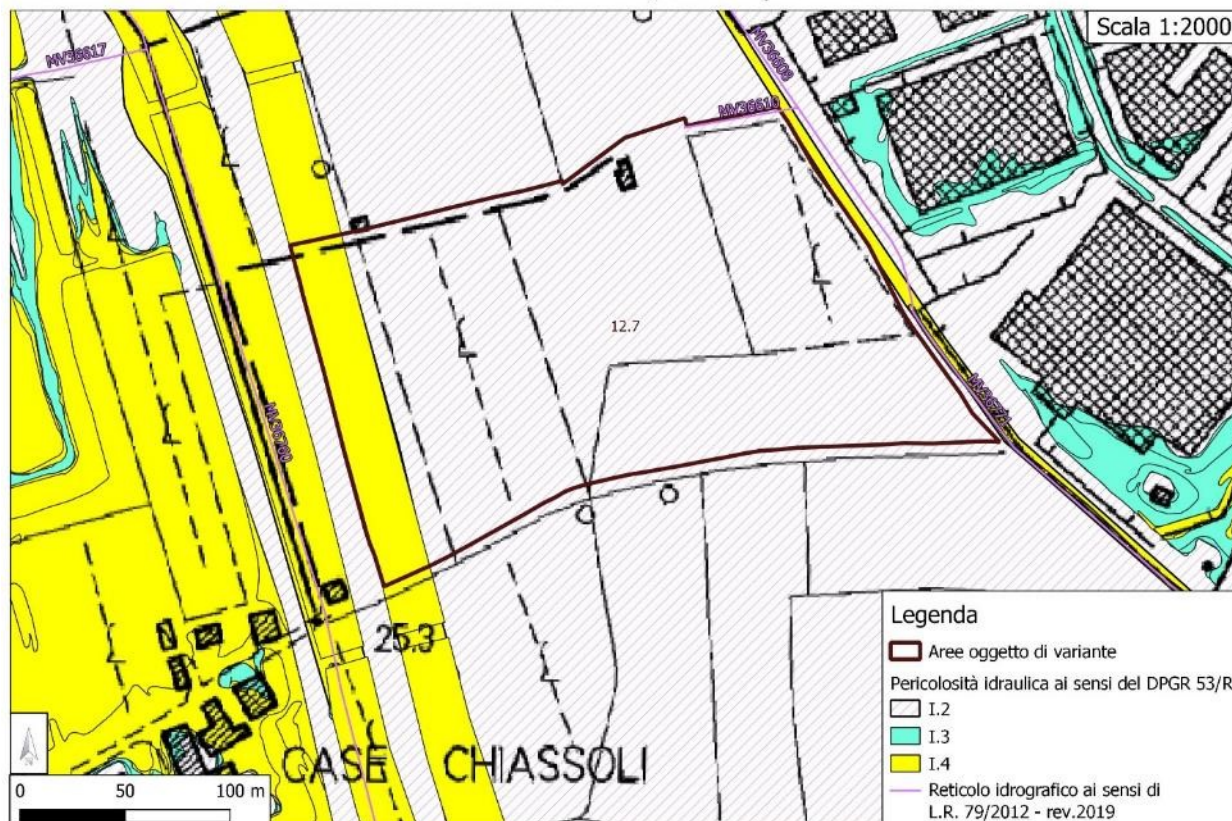 Scala 1:2000
MV36617
MV36608
MV36610
12.7
25.3
CASE CHIASSOLI
0 50 100 m
Legenda
Aree oggetto di variante
Pericolosità idraulica ai sensi del DPGR 53/R
I.2
I.3
I.4
Reticolo idrografico ai sensi di
L.R. 79/2012 - rev.2019